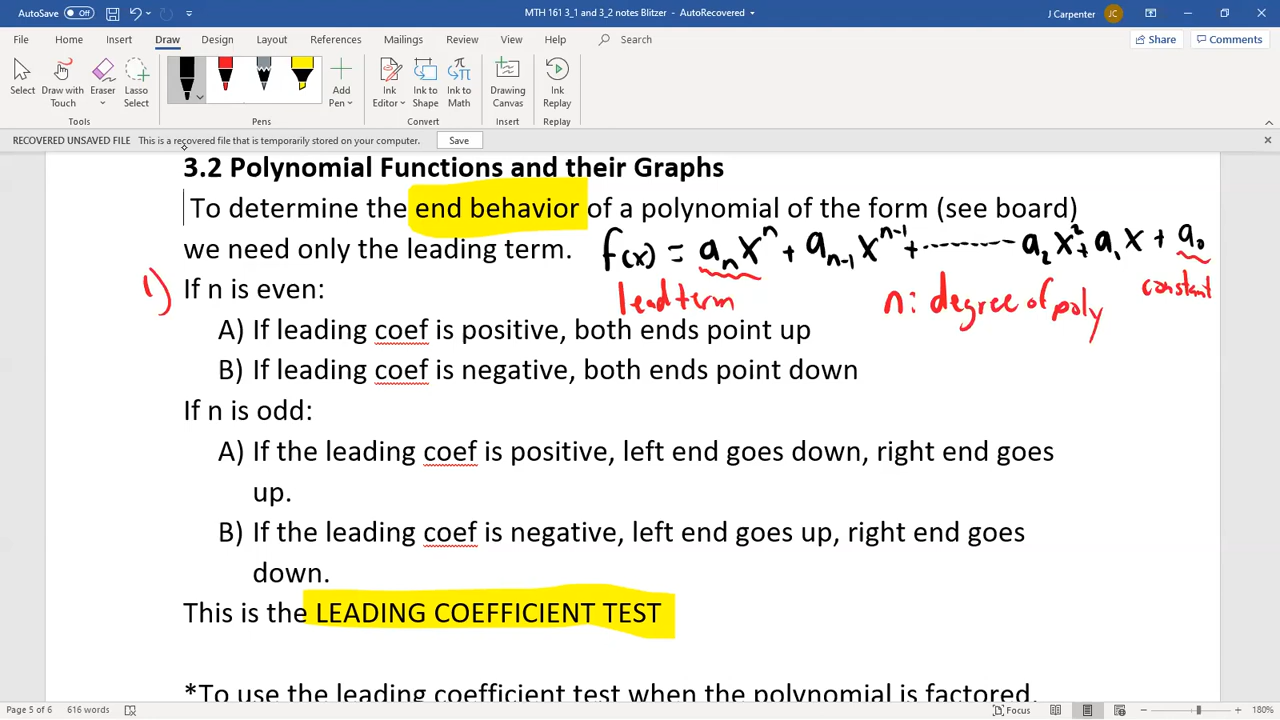 AutoSave Off MTH 161 3_1 and 3_2 notes Blitzer - AutoRecovered J Carpenter JC
File Home Insert Draw Design Layout References Mailings Review View Help Search Share Comments
Select Draw with Touch Eraser Lasso Select Add Pen Ink Editor Ink to Shape Ink to Math Drawing Canvas Ink Replay
Tools Pens Convert Insert Replay
RECOVERED UNSAVED FILE This is a recovered file that is temporarily stored on your computer. Save
3.2 Polynomial Functions and their Graphs
To determine the end behavior of a polynomial of the form (see board)
we need only the leading term. f(x) = aₙxⁿ + aₙ₋₁xⁿ⁻¹ + ·········· a₂x² + a₁x + a₀
1) If n is even: lead term n: degree of poly constant
A) If leading coef is positive, both ends point up
B) If leading coef is negative, both ends point down
If n is odd:
A) If the leading coef is positive, left end goes down, right end goes
up.
B) If the leading coef is negative, left end goes up, right end goes
down.
This is the LEADING COEFFICIENT TEST
*To use the leading coefficient test when the polynomial is factored,
Page 5 of 6 616 words Focus 180%